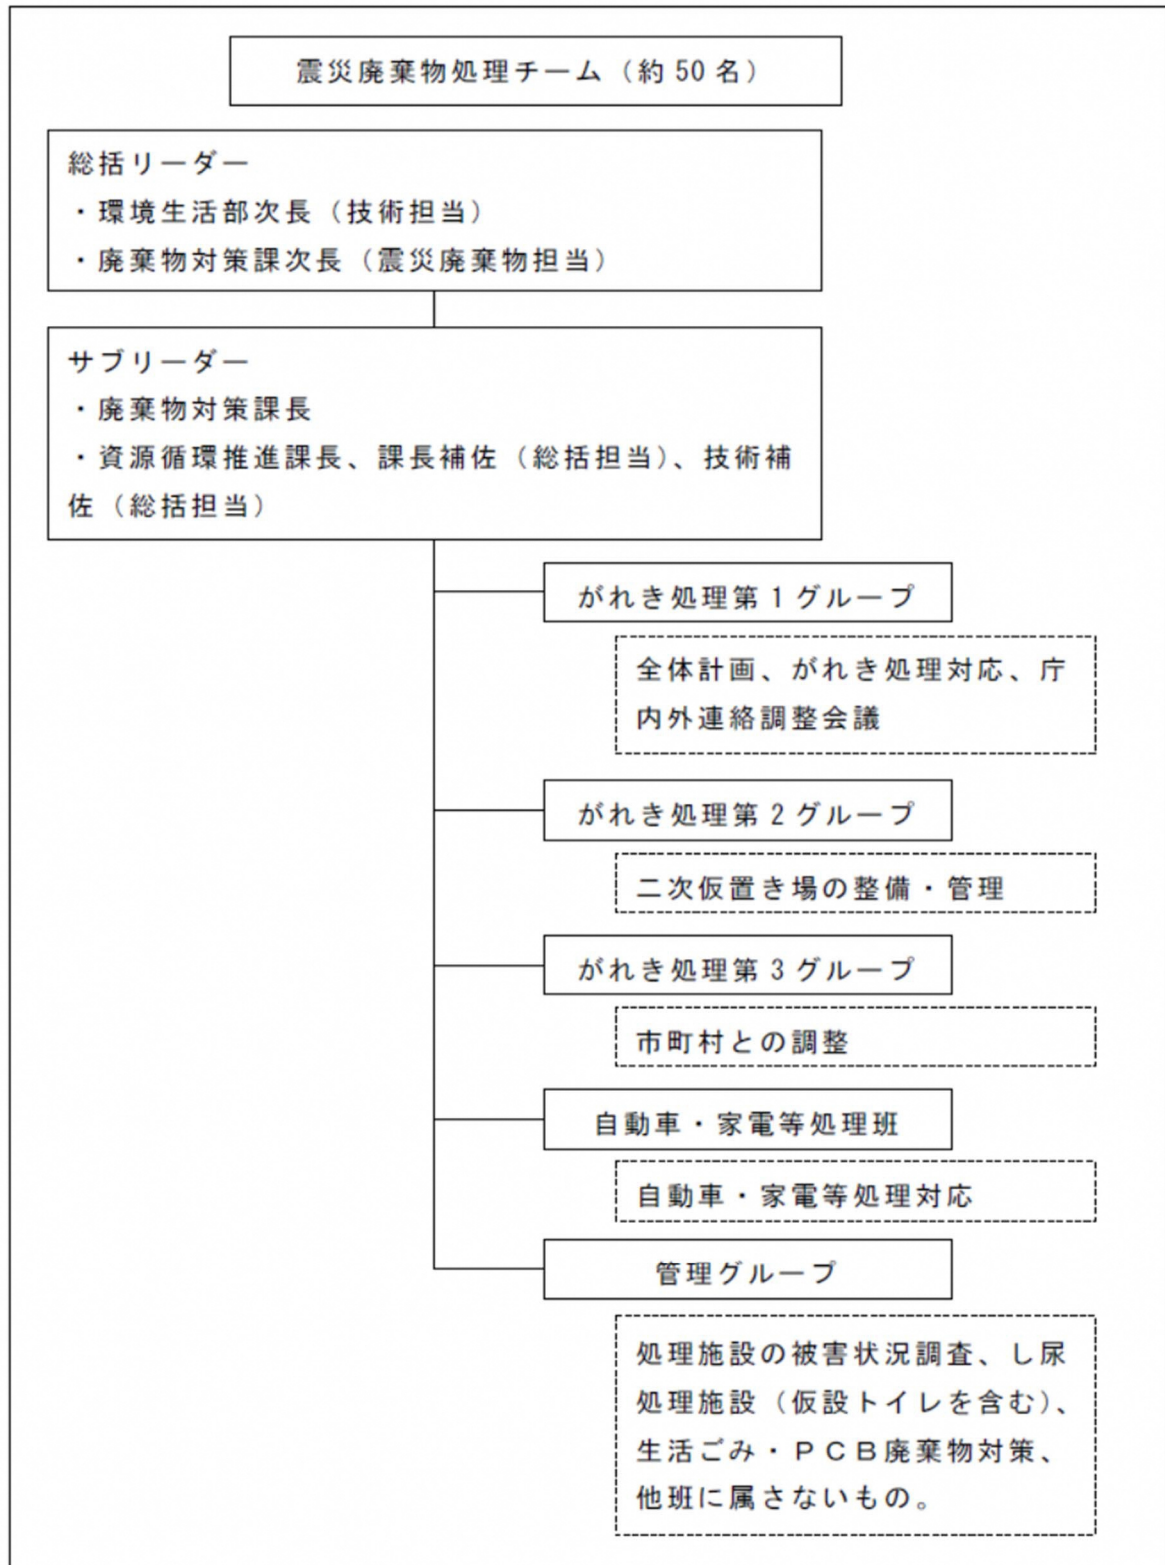 震災廃棄物処理チーム（約50名）
総括リーダー
・環境生活部次長（技術担当）
・廃棄物対策課次長（震災廃棄物担当）
サブリーダー
・廃棄物対策課長
・資源循環推進課長、課長補佐（総括担当）、技術補
佐（総括担当）
がれき処理第1グループ
全体計画、がれき処理対応、庁
内外連絡調整会議
がれき処理第2グループ
二次仮置き場の整備・管理
がれき処理第3グループ
市町村との調整
自動車・家電等処理班
自動車・家電等処理対応
管理グループ
処理施設の被害状況調査、し尿
処理施設（仮設トイレを含む）、
生活ごみ・ＰＣＢ廃棄物対策、
他班に属さないもの。